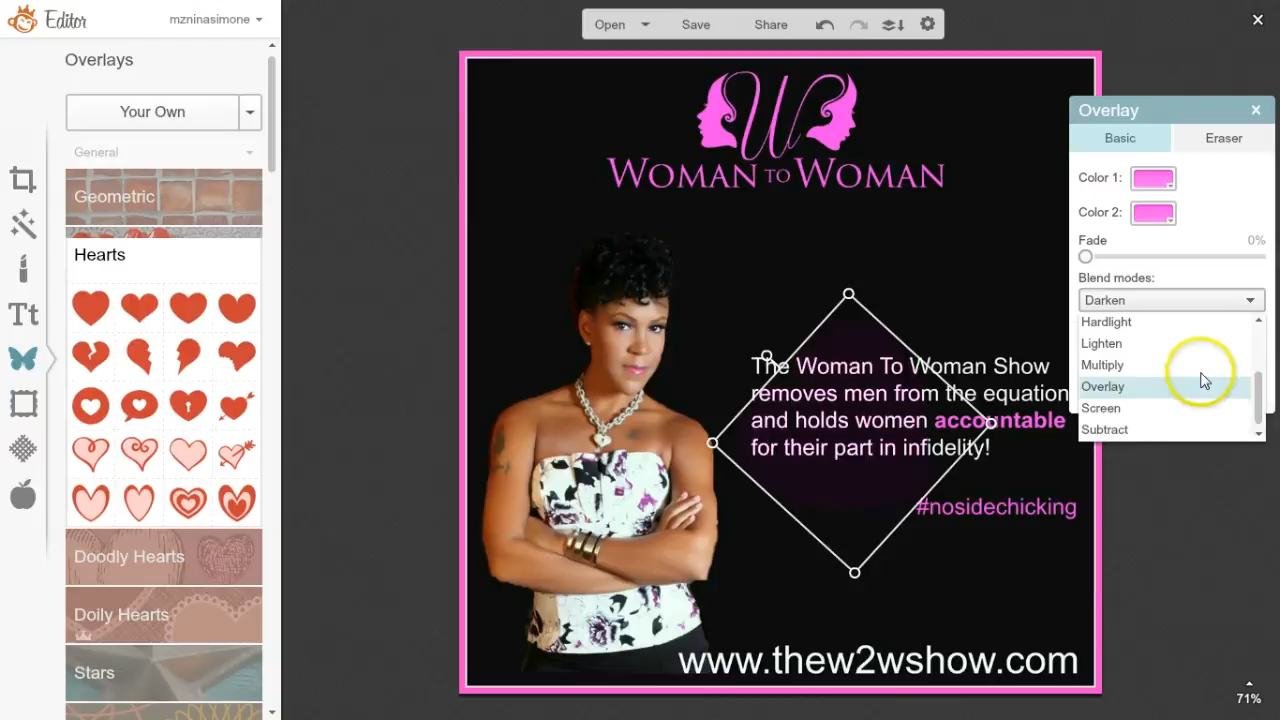 Editor
mzninasimone
Open
Save
Share
Overlays
Your Own
General
Geometric
Hearts
Doodly Hearts
Doily Hearts
Stars
Tt
W
WOMAN TO WOMAN
The Woman To Woman Show
removes men from the equation
and holds women accountable
for their part in infidelity!
#nosidechicking
www.thew2wshow.com
Overlay
Basic
Eraser
Color 1:
Color 2:
Fade
0%
Blend modes:
Darken
Hardlight
Lighten
Multiply
Overlay
Screen
Subtract
71%